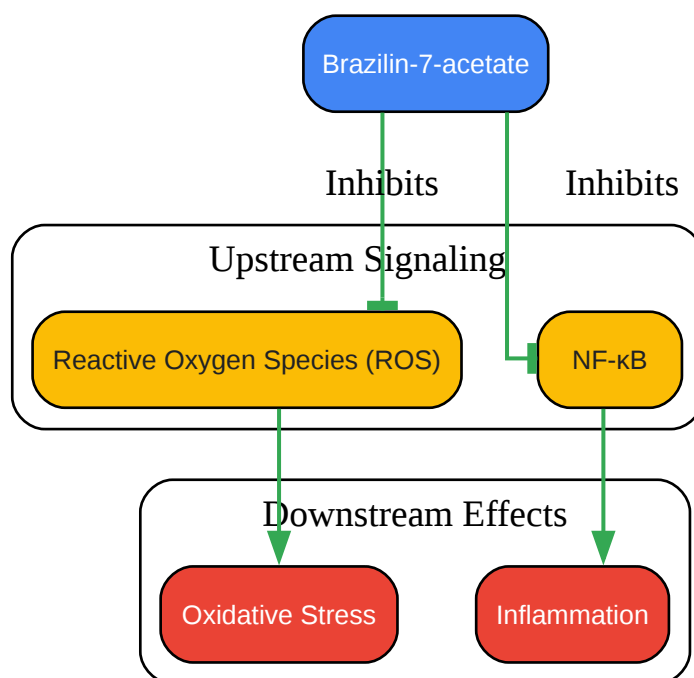 Brazilin-7-acetate
Inhibits
Inhibits
Upstream Signaling
Reactive Oxygen Species (ROS)
NF-κB
Downstream Effects
Oxidative Stress
Inflammation